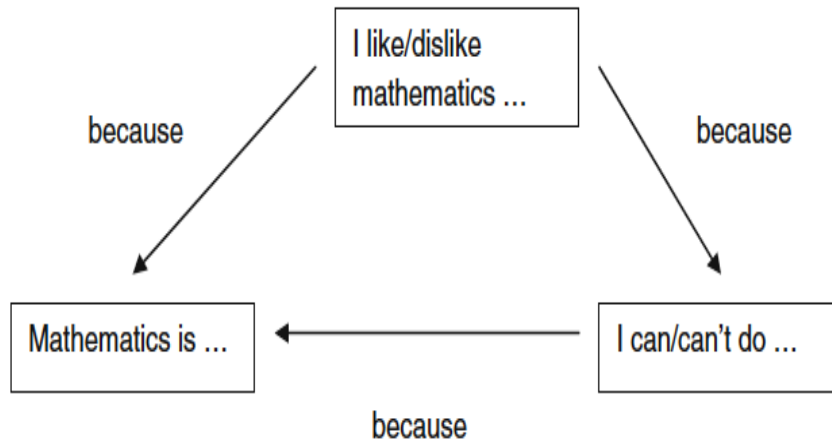 I like/dislike
mathematics …
because
because
Mathematics is …
I can/can’t do …
because